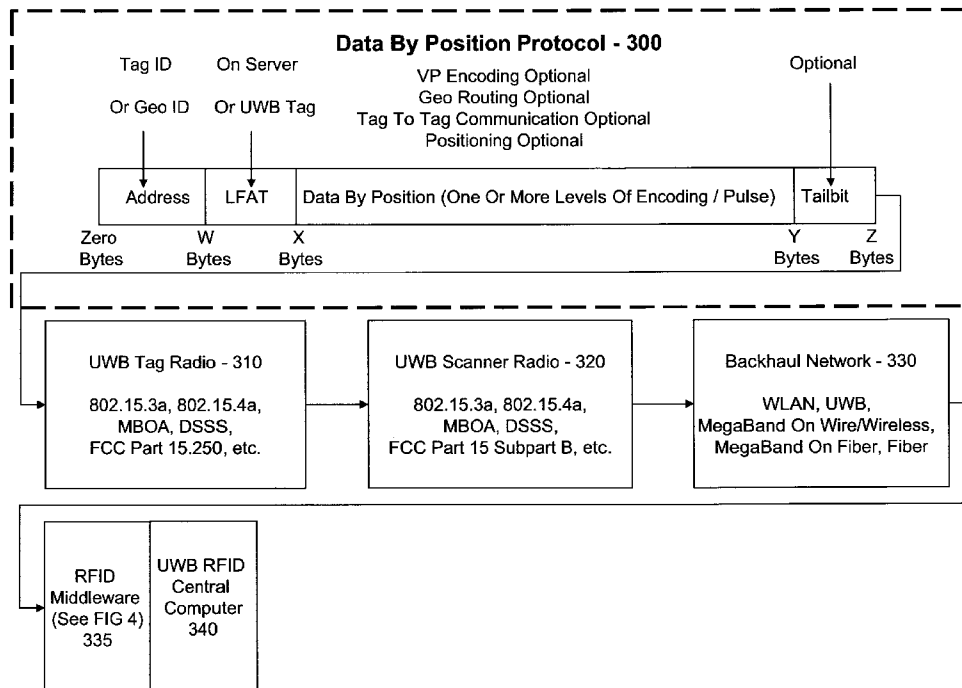 Data By Position Protocol - 300
Tag ID
On Server
Optional
VP Encoding Optional
Or Geo ID
Or UWB Tag
Geo Routing Optional
Tag To Tag Communication Optional
Positioning Optional
Address
LFAT
Data By Position (One Or More Levels Of Encoding / Pulse)
Tailbit
Zero
Bytes
W
Bytes
X
Bytes
Y
Bytes
Z
Bytes
UWB Tag Radio - 310
802.15.3a, 802.15.4a,
MBOA, DSSS,
FCC Part 15.250, etc.
UWB Scanner Radio - 320
802.15.3a, 802.15.4a,
MBOA, DSSS,
FCC Part 15 Subpart B, etc.
Backhaul Network - 330
WLAN, UWB,
MegaBand On Wire/Wireless,
MegaBand On Fiber, Fiber
RFID
Middleware
(See FIG 4)
335
UWB RFID
Central
Computer
340